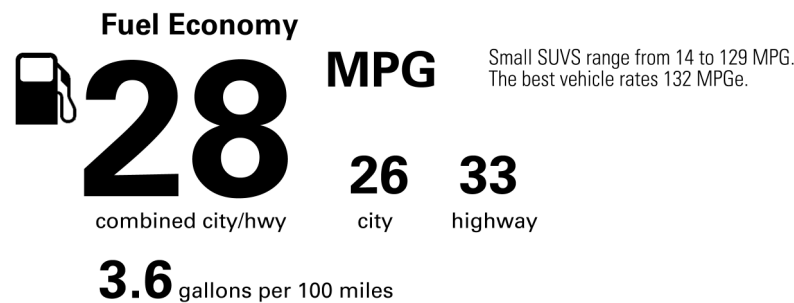 Fuel Economy
28
MPG
Small SUVS range from 14 to 129 MPG.
The best vehicle rates 132 MPGe.
26
33
combined city/hwy
city
highway
3.6 gallons per 100 miles